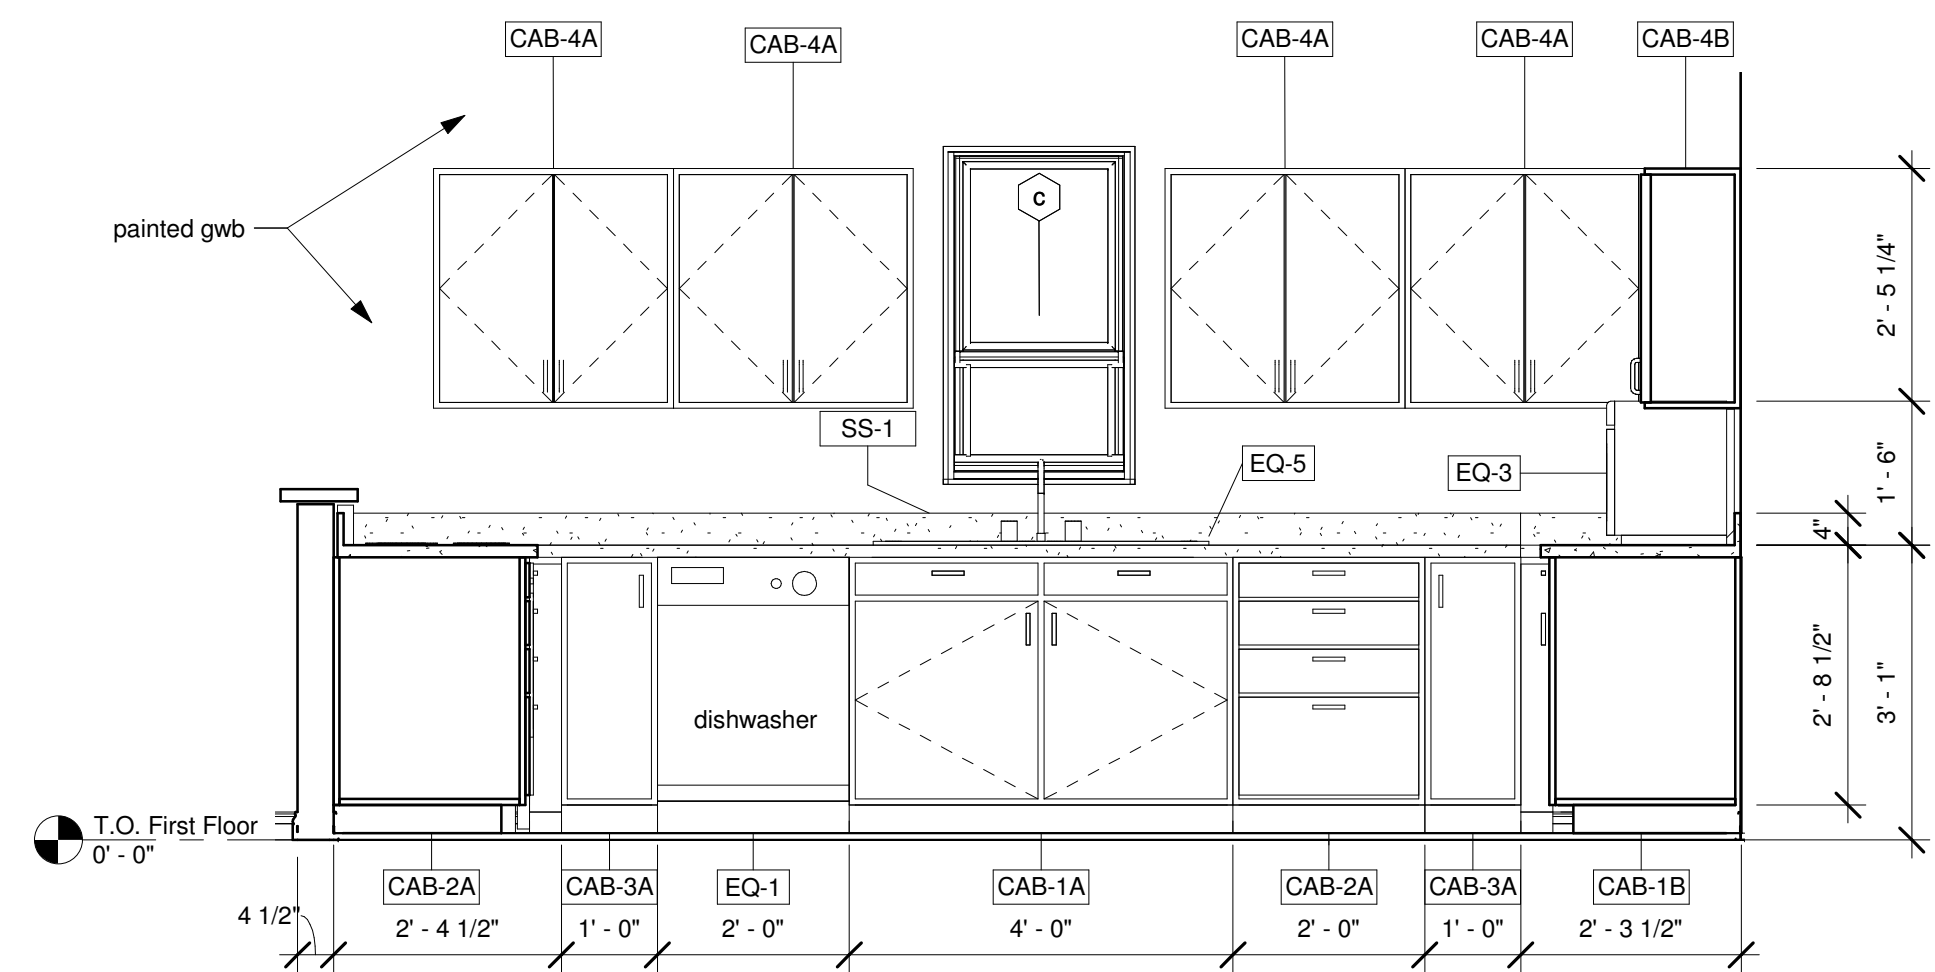 CAB-4A
CAB-4A
CAB-4A
CAB-4A
CAB-4B
C
painted gwb
2' - 5 1/4"
SS-1
EQ-5
EQ-3
1' - 6"
4"
2' - 8 1/2"
3' - 1"
dishwasher
T.O. First Floor
0' - 0"
CAB-2A
CAB-3A
EQ-1
CAB-1A
CAB-2A
CAB-3A
CAB-1B
4 1/2"
2' - 4 1/2"
1' - 0"
2' - 0"
4' - 0"
2' - 0"
1' - 0"
2' - 3 1/2"